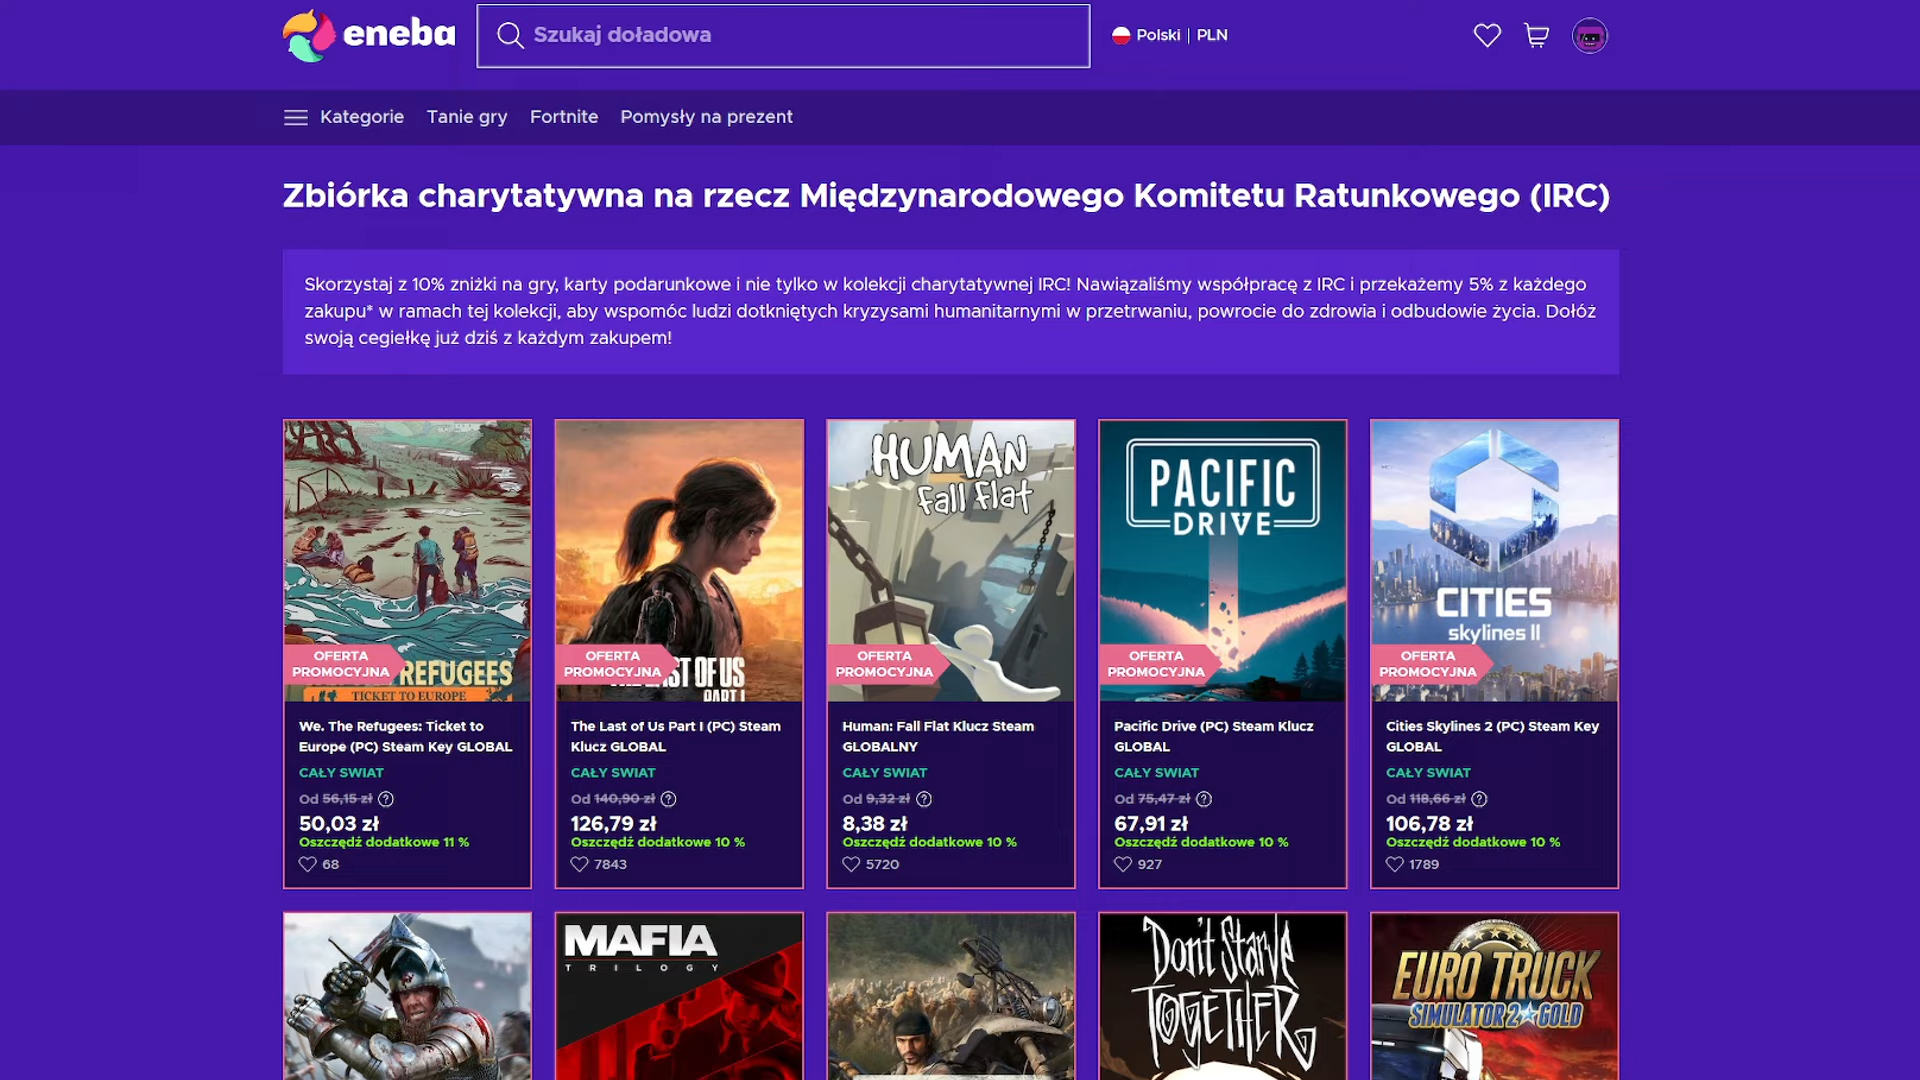 eneba
Szukaj doładowa
Polski | PLN
Kategorie
Tanie gry
Fortnite
Pomysły na prezent
Zbiórka charytatywna na rzecz Międzynarodowego Komitetu Ratunkowego (IRC)
Skorzystaj z 10% zniżki na gry, karty podarunkowe i nie tylko w kolekcji charytatywnej IRC! Nawiązaliśmy współpracę z IRC i przekażemy 5% z każdego
zakupu* w ramach tej kolekcji, aby wspomóc ludzi dotkniętych kryzysami humanitarnymi w przetrwaniu, powrocie do zdrowia i odbudowie życia. Dołóż
swoją cegiełkę już dziś z każdym zakupem!
OFERTA
PROMOCYJNA
REFUGEES
TICKET TO EUROPE
We. The Refugees: Ticket to
Europe (PC) Steam Key GLOBAL
CAŁY SWIAT
Od 56,15 zł
50,03 zł
Oszczędź dodatkowe 11 %
68
OFERTA
PROMOCYJNA
ST OF US
PART I
The Last of Us Part I (PC) Steam
Klucz GLOBAL
CAŁY SWIAT
Od 140,90 zł
126,79 zł
Oszczędź dodatkowe 10 %
7843
HUMAN
fall flat
OFERTA
PROMOCYJNA
Human: Fall Flat Klucz Steam
GLOBALNY
CAŁY SWIAT
Od 9,32 zł
8,38 zł
Oszczędź dodatkowe 10 %
5720
PACIFIC
DRIVE
OFERTA
PROMOCYJNA
Pacific Drive (PC) Steam Klucz
GLOBAL
CAŁY SWIAT
Od 75,47 zł
67,91 zł
Oszczędź dodatkowe 10 %
927
CITIES
skylines II
OFERTA
PROMOCYJNA
Cities Skylines 2 (PC) Steam Key
GLOBAL
CAŁY SWIAT
Od 118,66 zł
106,78 zł
Oszczędź dodatkowe 10 %
1789
MAFIA
TRILOGY
Don't Starve
TOGETHER
EURO TRUCK
SIMULATOR 2 GOLD